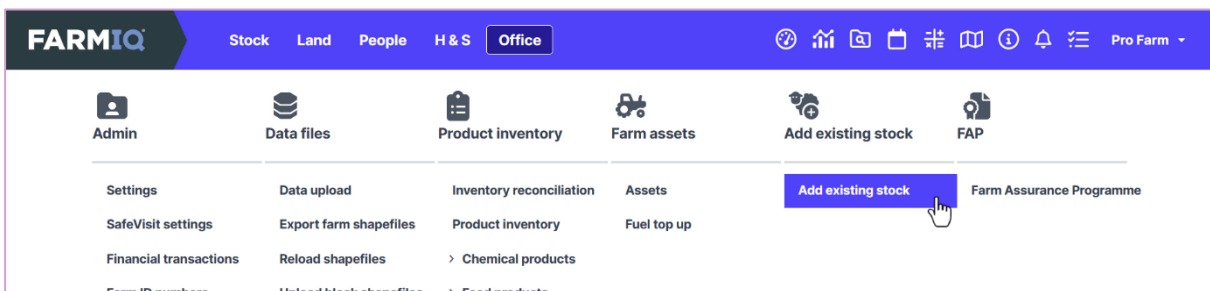 FARMIQ Stock Land People H & S Office Pro Farm
Admin Data files Product inventory Farm assets Add existing stock FAP
Settings Data upload Inventory reconciliation Assets Add existing stock Farm Assurance Programme
SafeVisit settings Export farm shapefiles Product inventory Fuel top up
Financial transactions Reload shapefiles > Chemical products